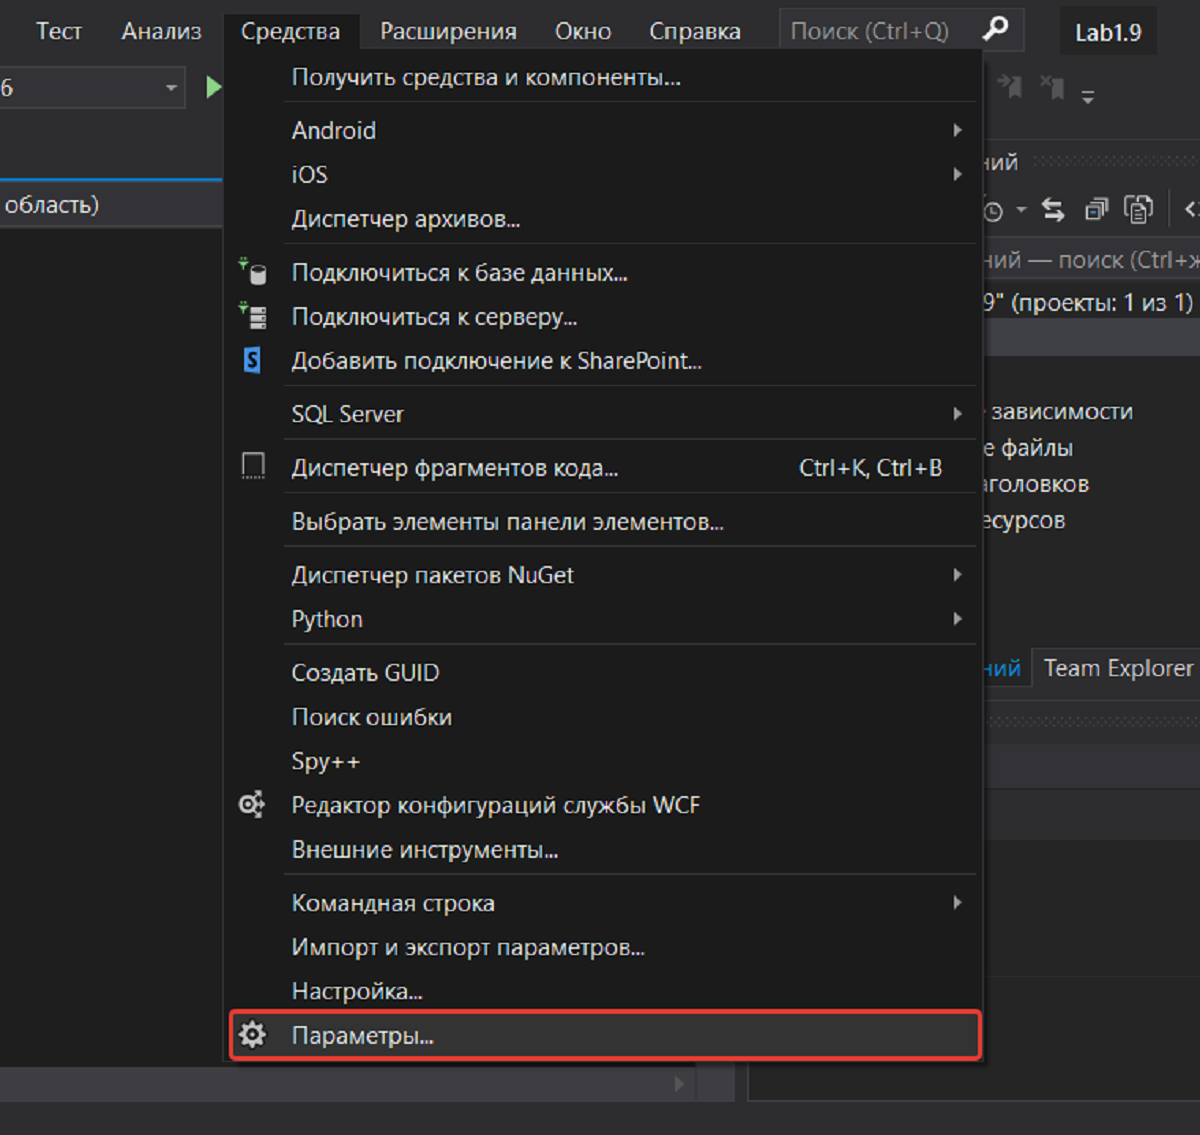 Тест Анализ Средства Расширения Окно Справка Поиск (Ctrl+Q) Lab1.9
6
Получить средства и компоненты...
Android
iOS
Диспетчер архивов...
Подключиться к базе данных...
Подключиться к серверу...
Добавить подключение к SharePoint...
SQL Server
Диспетчер фрагментов кода... Ctrl+K, Ctrl+B
Выбрать элементы панели элементов...
Диспетчер пакетов NuGet
Python
Создать GUID
Поиск ошибки
Spy++
Редактор конфигураций службы WCF
Внешние инструменты...
Командная строка
Импорт и экспорт параметров...
Настройка...
Параметры...
область)
ний
ний — поиск (Ctrl+ж
9" (проекты: 1 из 1)
зависимости
е файлы
аголовков
есурсов
ний Team Explorer